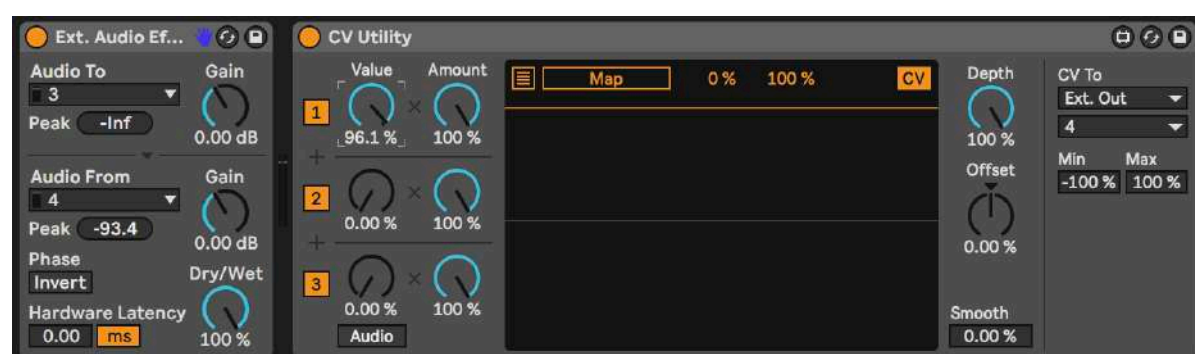 Ext. Audio Ef...
Audio To
Gain
3
Peak -Inf
0.00 dB
Audio From
Gain
4
Peak -93.4
0.00 dB
Phase
Invert
Dry/Wet
Hardware Latency
0.00 ms
100 %
CV Utility
Value Amount
1
96.1 % × 100 %
+
2
0.00 % × 100 %
+
3
0.00 % × 100 %
Audio
Map 0 % 100 % CV
Depth
100 %
Offset
0.00 %
Smooth
0.00 %
CV To
Ext. Out
4
Min Max
-100 % 100 %